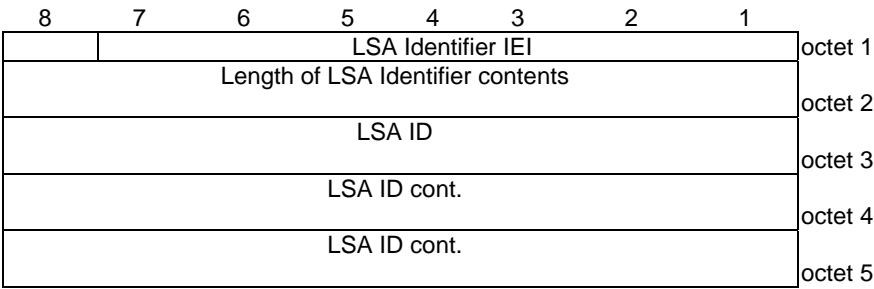 8 7 6 5 4 3 2 1
LSA Identifier IEI octet 1
Length of LSA Identifier contents
octet 2
LSA ID
octet 3
LSA ID cont.
octet 4
LSA ID cont.
octet 5